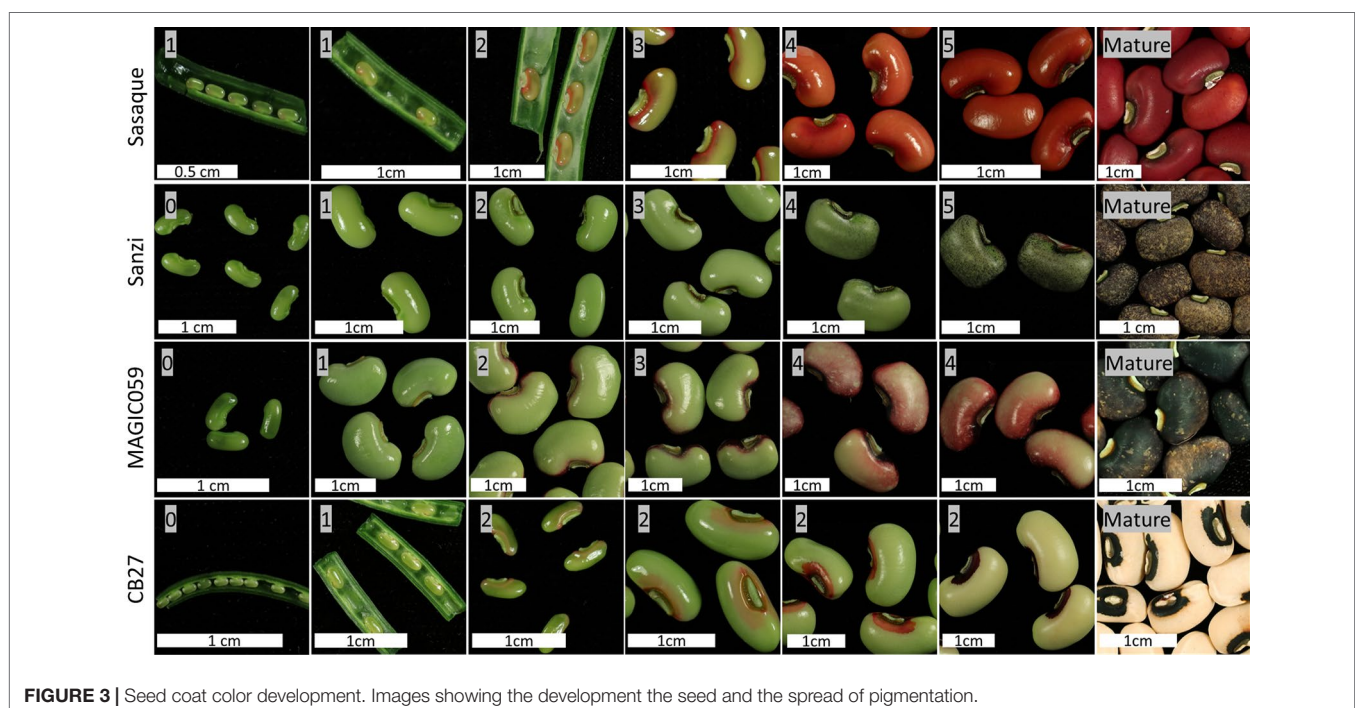 Sasaque
1 1 2 3 4 5 Mature
0.5 cm 1cm 1cm 1cm 1cm 1cm
Sanzi
0 1 2 3 4 5 Mature
1 cm 1cm 1cm 1cm 1cm 1cm 1 cm
MAGIC059
0 1 2 3 4 4 Mature
1 cm 1cm 1cm 1cm 1cm 1cm 1cm
CB27
0 1 2 2 2 2 Mature
1 cm 1cm 1cm 1cm 1cm 1cm 1cm
FIGURE 3 | Seed coat color development. Images showing the development the seed and the spread of pigmentation.